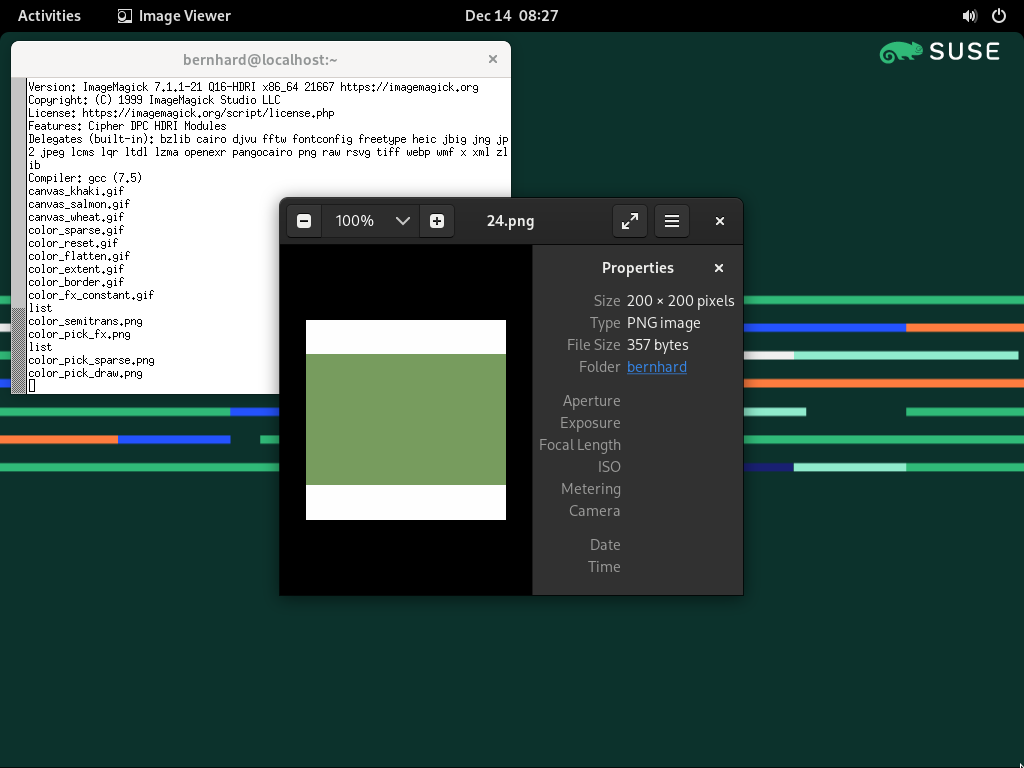 Activities
Image Viewer
Dec 14 08:27
SUSE
bernhard@localhost:~
Version: ImageMagick 7.1.1-21 Q16-HDRI x86_64 21667 https://imagemagick.org
Copyright: (C) 1999 ImageMagick Studio LLC
License: https://imagemagick.org/script/license.php
Features: Cipher DPC HDRI Modules
Delegates (built-in): bzlib cairo djvu fftw fontconfig freetype heic jbig jng jp
2 jpeg lcms lqr ltdl lzma openexr pangocairo png raw rsvg tiff webp wmf x xml zl
ib
Compiler: gcc (7.5)
canvas_khaki.gif
canvas_salmon.gif
canvas_wheat.gif
color_sparse.gif
color_reset.gif
color_flatten.gif
color_extent.gif
color_border.gif
color_fx_constant.gif
list
color_semitrans.png
color_pick_fx.png
list
color_pick_sparse.png
color_pick_draw.png
100%
24.png
Properties
Size 200 × 200 pixels
Type PNG image
File Size 357 bytes
Folder bernhard
Aperture
Exposure
Focal Length
ISO
Metering
Camera
Date
Time